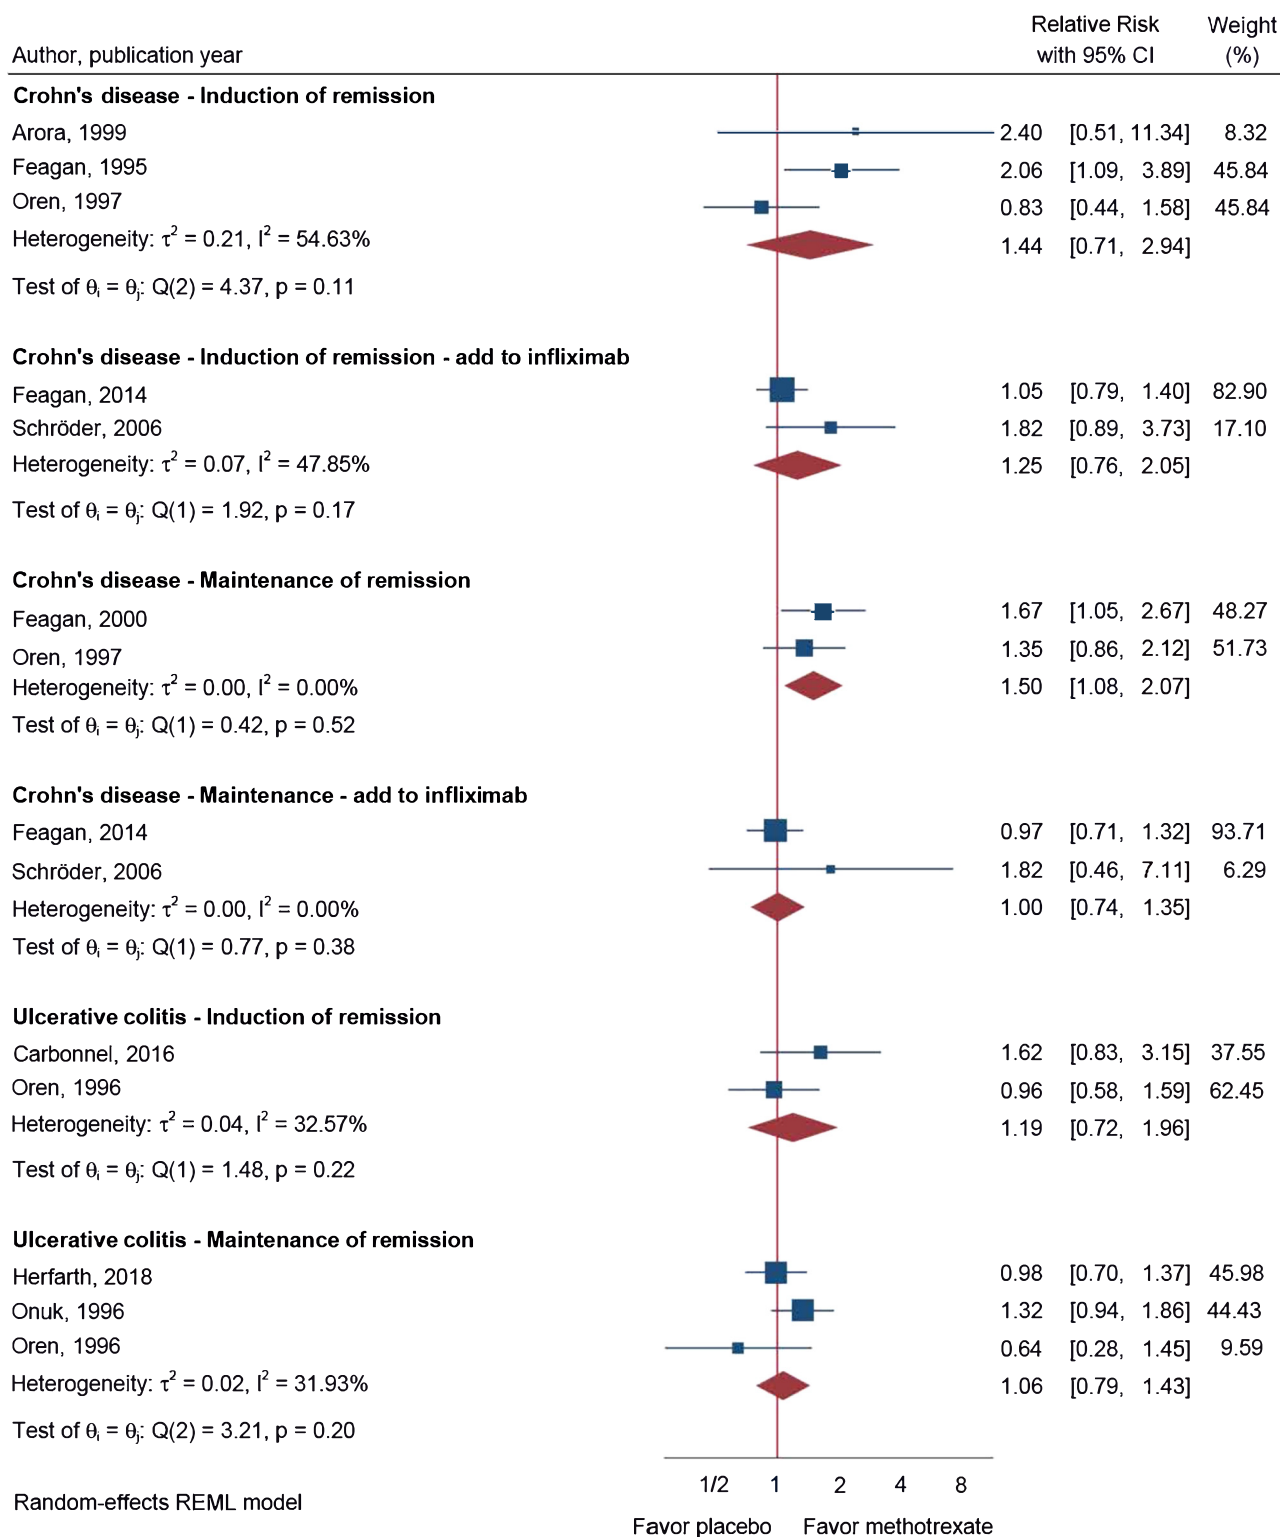 Relative Risk Weight
Author, publication year with 95% CI (%)
Crohn's disease - Induction of remission
Arora, 1999 2.40 [0.51, 11.34] 8.32
Feagan, 1995 2.06 [1.09, 3.89] 45.84
Oren, 1997 0.83 [0.44, 1.58] 45.84
Heterogeneity: τ² = 0.21, I² = 54.63% 1.44 [0.71, 2.94]
Test of θᵢ = θⱼ: Q(2) = 4.37, p = 0.11
Crohn's disease - Induction of remission - add to infliximab
Feagan, 2014 1.05 [0.79, 1.40] 82.90
Schröder, 2006 1.82 [0.89, 3.73] 17.10
Heterogeneity: τ² = 0.07, I² = 47.85% 1.25 [0.76, 2.05]
Test of θᵢ = θⱼ: Q(1) = 1.92, p = 0.17
Crohn's disease - Maintenance of remission
Feagan, 2000 1.67 [1.05, 2.67] 48.27
Oren, 1997 1.35 [0.86, 2.12] 51.73
Heterogeneity: τ² = 0.00, I² = 0.00% 1.50 [1.08, 2.07]
Test of θᵢ = θⱼ: Q(1) = 0.42, p = 0.52
Crohn's disease - Maintenance - add to infliximab
Feagan, 2014 0.97 [0.71, 1.32] 93.71
Schröder, 2006 1.82 [0.46, 7.11] 6.29
Heterogeneity: τ² = 0.00, I² = 0.00% 1.00 [0.74, 1.35]
Test of θᵢ = θⱼ: Q(1) = 0.77, p = 0.38
Ulcerative colitis - Induction of remission
Carbonnel, 2016 1.62 [0.83, 3.15] 37.55
Oren, 1996 0.96 [0.58, 1.59] 62.45
Heterogeneity: τ² = 0.04, I² = 32.57% 1.19 [0.72, 1.96]
Test of θᵢ = θⱼ: Q(1) = 1.48, p = 0.22
Ulcerative colitis - Maintenance of remission
Herfarth, 2018 0.98 [0.70, 1.37] 45.98
Onuk, 1996 1.32 [0.94, 1.86] 44.43
Oren, 1996 0.64 [0.28, 1.45] 9.59
Heterogeneity: τ² = 0.02, I² = 31.93% 1.06 [0.79, 1.43]
Test of θᵢ = θⱼ: Q(2) = 3.21, p = 0.20
1/2 1 2 4 8
Random-effects REML model
Favor placebo Favor methotrexate